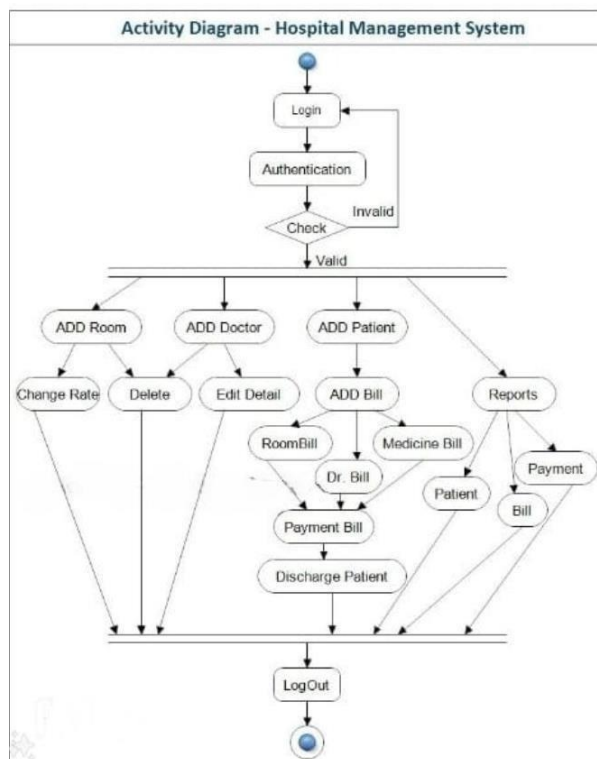 Activity Diagram - Hospital Management System
Login
Authentication
Invalid
Check
Valid
ADD Room
ADD Doctor
ADD Patient
Change Rate
Delete
Edit Detail
ADD Bill
Reports
RoomBill
Medicine Bill
Dr. Bill
Patient
Payment
Bill
Payment Bill
Discharge Patient
LogOut